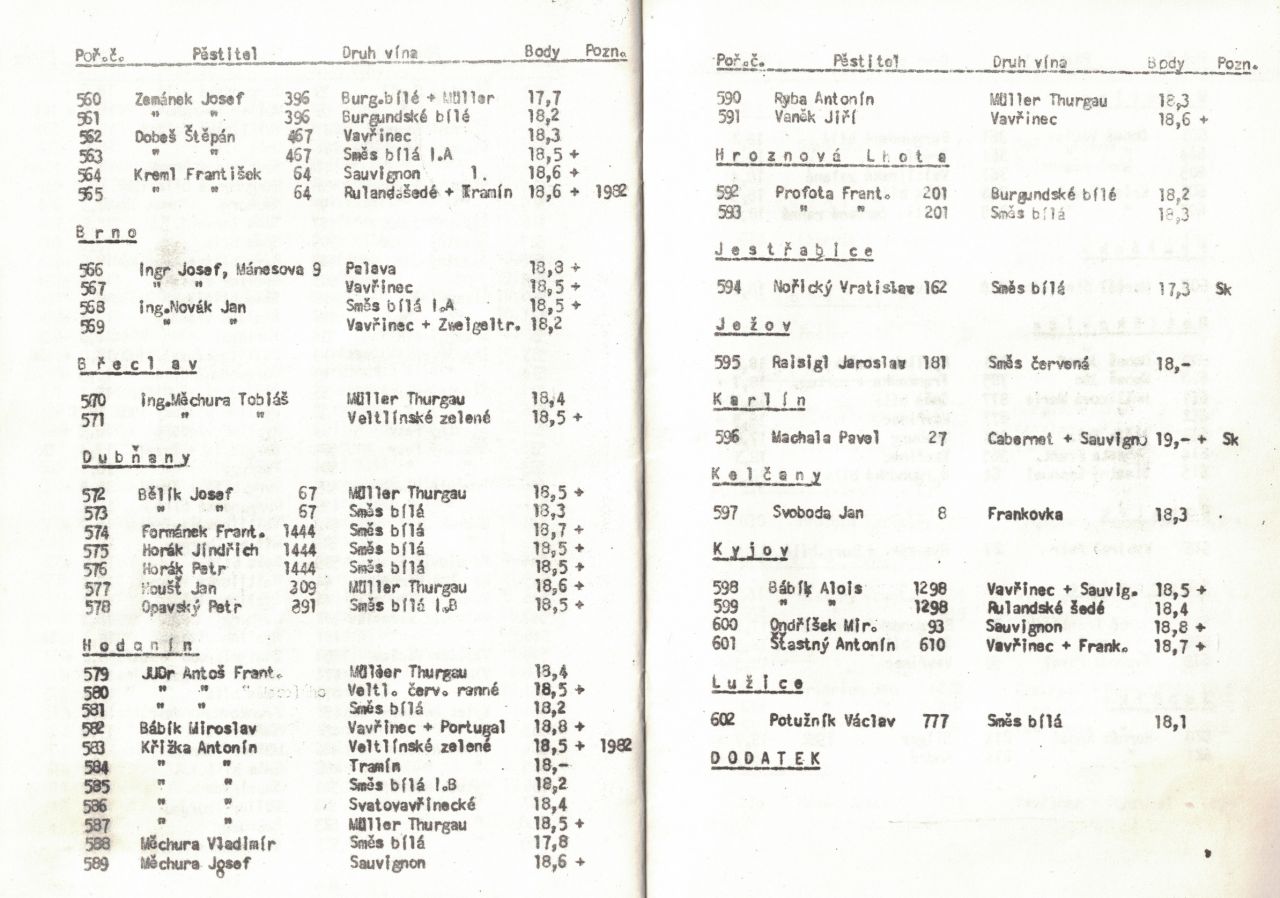 Poř.č. Pěstitel Druh vína Body Pozn.
560 Zemánek Josef 396 Burg.bílé + Müller 17,7
561 " " 396 Burgundské bílé 18,2
562 Dobeš Štěpán 467 Vavřinec 18,3
563 " " 467 Směs bílá I.A 18,5 +
564 Kreml František 64 Sauvignon 1. 18,6 +
565 " " 64 Ruland.šedé + Tramín 18,6 + 1982
Brno
566 Ingr Josef, Mánesova 9 Palava 18,8 +
567 " " Vavřinec 18,5 +
568 ing.Novák Jan Směs bílá I.A 18,5 +
569 " " Vavřinec + Zweigeltr. 18,2
Břeclav
570 ing.Měchura Tobiáš Müller Thurgau 18,4
571 " " Veltlínské zelené 18,5 +
Dubňany
572 Bělík Josef 67 Müller Thurgau 18,5 +
573 " " 67 Směs bílá 18,3
574 Formánek Frant. 1444 Směs bílá 18,7 +
575 Horák Jindřich 1444 Směs bílá 18,5 +
576 Horák Petr 1444 Směs bílá 18,5 +
577 Houšť Jan 309 Müller Thurgau 18,6 +
578 Opavský Petr 891 Směs bílá I.B 18,5 +
Hodonín
579 JUDr Antoš Frant. Müller Thurgau 18,4
580 " " Veltl. červ. ranné 18,5 +
581 " " Směs bílá 18,2
582 Bábík Miroslav Vavřinec + Portugal 18,8 +
583 Křížka Antonín Veltlínské zelené 18,5 + 1982
584 " " Tramín 18,-
585 " " Směs bílá I.B 18,2
586 " " Svatovavřinecké 18,4
587 " " Müller Thurgau 18,5 +
588 Měchura Vladimír Směs bílá 17,8
589 Měchura Josef Sauvignon 18,6 +
Poř.č. Pěstitel Druh vína Body Pozn.
590 Ryba Antonín Müller Thurgau 18,3
591 Vaněk Jiří Vavřinec 18,6 +
Hroznová Lhota
592 Profota Frant. 201 Burgundské bílé 18,2
593 " " 201 Směs bílá 18,3
Jestřabice
594 Nořický Vratislav 162 Směs bílá 17,3 Sk
Ježov
595 Raisigl Jaroslav 181 Směs červená 18,-
Karlín
596 Machala Pavel 27 Cabernet + Sauvigno 19,- + Sk
Kelčany
597 Svoboda Jan 8 Frankovka 18,3
Kyjov
598 Bábík Alois 1298 Vavřinec + Sauvig. 18,5 +
599 " " 1298 Rulandské šedé 18,4
600 Ondříšek Mir. 93 Sauvignon 18,8 +
601 Šťastný Antonín 610 Vavřinec + Frank. 18,7 +
Lužice
602 Potužník Václav 777 Směs bílá 18,1
DODATEK